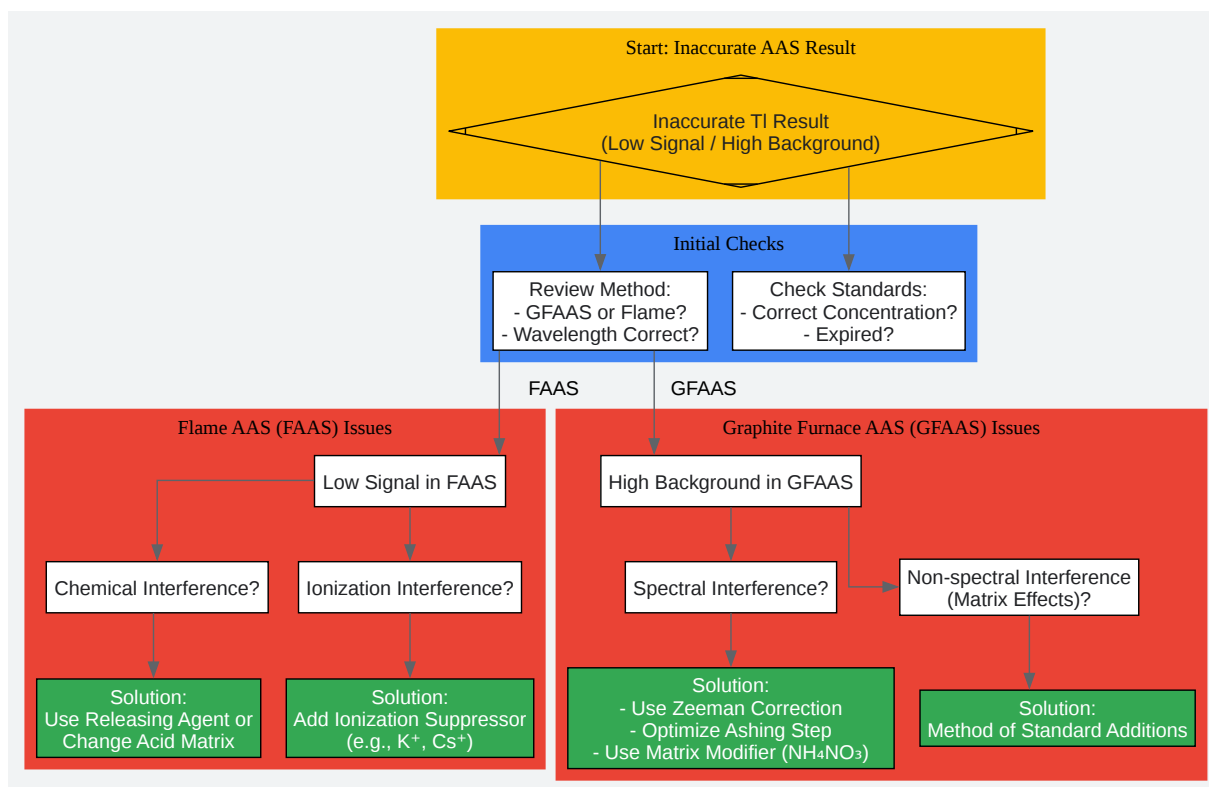 Start: Inaccurate AAS Result
Inaccurate Tl Result
(Low Signal / High Background)
Initial Checks
Review Method:
- GFAAS or Flame?
- Wavelength Correct?
Check Standards:
- Correct Concentration?
- Expired?
FAAS
GFAAS
Flame AAS (FAAS) Issues
Low Signal in FAAS
Chemical Interference?
Ionization Interference?
Solution:
Use Releasing Agent or
Change Acid Matrix
Solution:
Add Ionization Suppressor
(e.g., K⁺, Cs⁺)
Graphite Furnace AAS (GFAAS) Issues
High Background in GFAAS
Spectral Interference?
Non-spectral Interference
(Matrix Effects)?
Solution:
- Use Zeeman Correction
- Optimize Ashing Step
- Use Matrix Modifier (NH₄NO₃)
Solution:
Method of Standard Additions